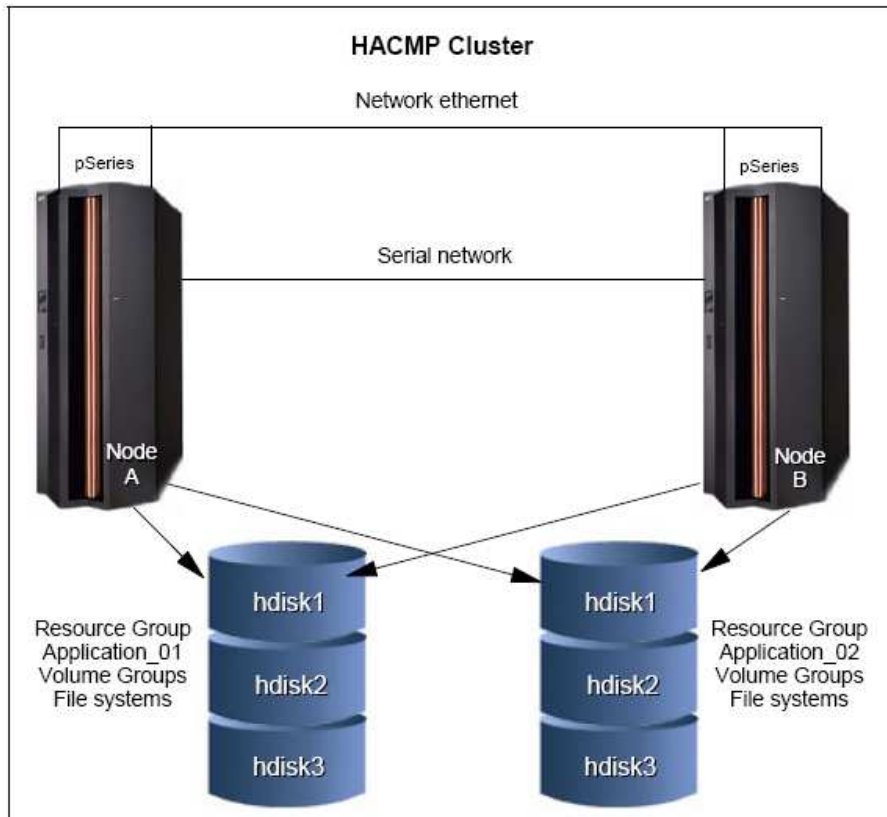 HACMP Cluster
Network ethernet
pSeries
pSeries
Serial network
Node
A
Node
B
hdisk1
hdisk2
hdisk3
hdisk1
hdisk2
hdisk3
Resource Group
Application_01
Volume Groups
File systems
Resource Group
Application_02
Volume Groups
File systems